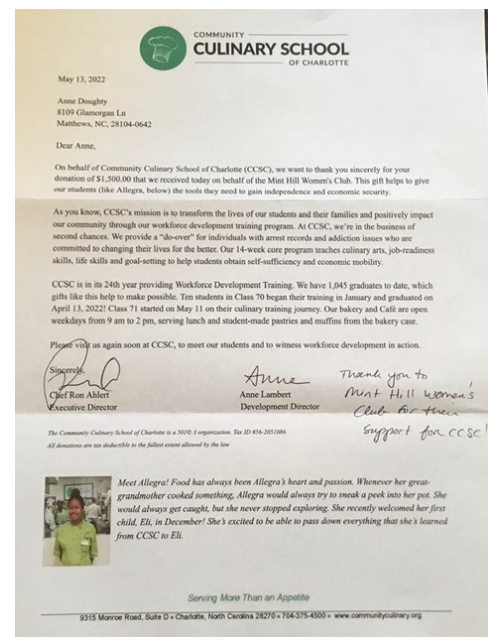 COMMUNITY
CULINARY SCHOOL
OF CHARLOTTE
May 13, 2022
Anne Doughty
8109 Glamorgan Ln
Matthews, NC, 28104-0642
Dear Anne,
On behalf of Community Culinary School of Charlotte (CCSC), we want to thank you sincerely for your
donation of $1,500.00 that we received today on behalf of the Mint Hill Women's Club. This gift helps to give
our students (like Allegra, below) the tools they need to gain independence and economic security.
As you know, CCSC's mission is to transform the lives of our students and their families and positively impact
our community through our workforce development training program. At CCSC, we're in the business of
second chances. We provide a "do-over" for individuals with arrest records and addiction issues who are
committed to changing their lives for the better. Our 14-week core program teaches culinary arts, job-readiness
skills, life skills and goal-setting to help students obtain self-sufficiency and economic mobility.
CCSC is in its 24th year providing Workforce Development Training. We have 1,045 graduates to date, which
gifts like this help to make possible. Ten students in Class 70 began their training in January and graduated on
April 13, 2022! Class 71 started on May 11 on their culinary training journey. Our bakery and Café are open
weekdays from 9 am to 2 pm, serving lunch and student-made pastries and muffins from the bakery case.
Please visit us again soon at CCSC, to meet our students and to witness workforce development in action.
Sincerely,
Chef Ron Ahlert
Executive Director
Anne
Anne Lambert
Development Director
Thank you to
Mint Hill Women's
Club for their
Support for CCSC!
The Community Culinary School of Charlotte is a 501© 3 organization. Tax ID #56-2051086
All donations are tax deductible to the fullest extent allowed by the law
Meet Allegra! Food has always been Allegra's heart and passion. Whenever her great-
grandmother cooked something, Allegra would always try to sneak a peek into her pot. She
would always get caught, but she never stopped exploring. She recently welcomed her first
child, Eli, in December! She's excited to be able to pass down everything that she's learned
from CCSC to Eli.
Serving More Than an Appetite
9315 Monroe Road, Suite D • Charlotte, North Carolina 28270 • 704-375-4500 • www.communityculinary.org